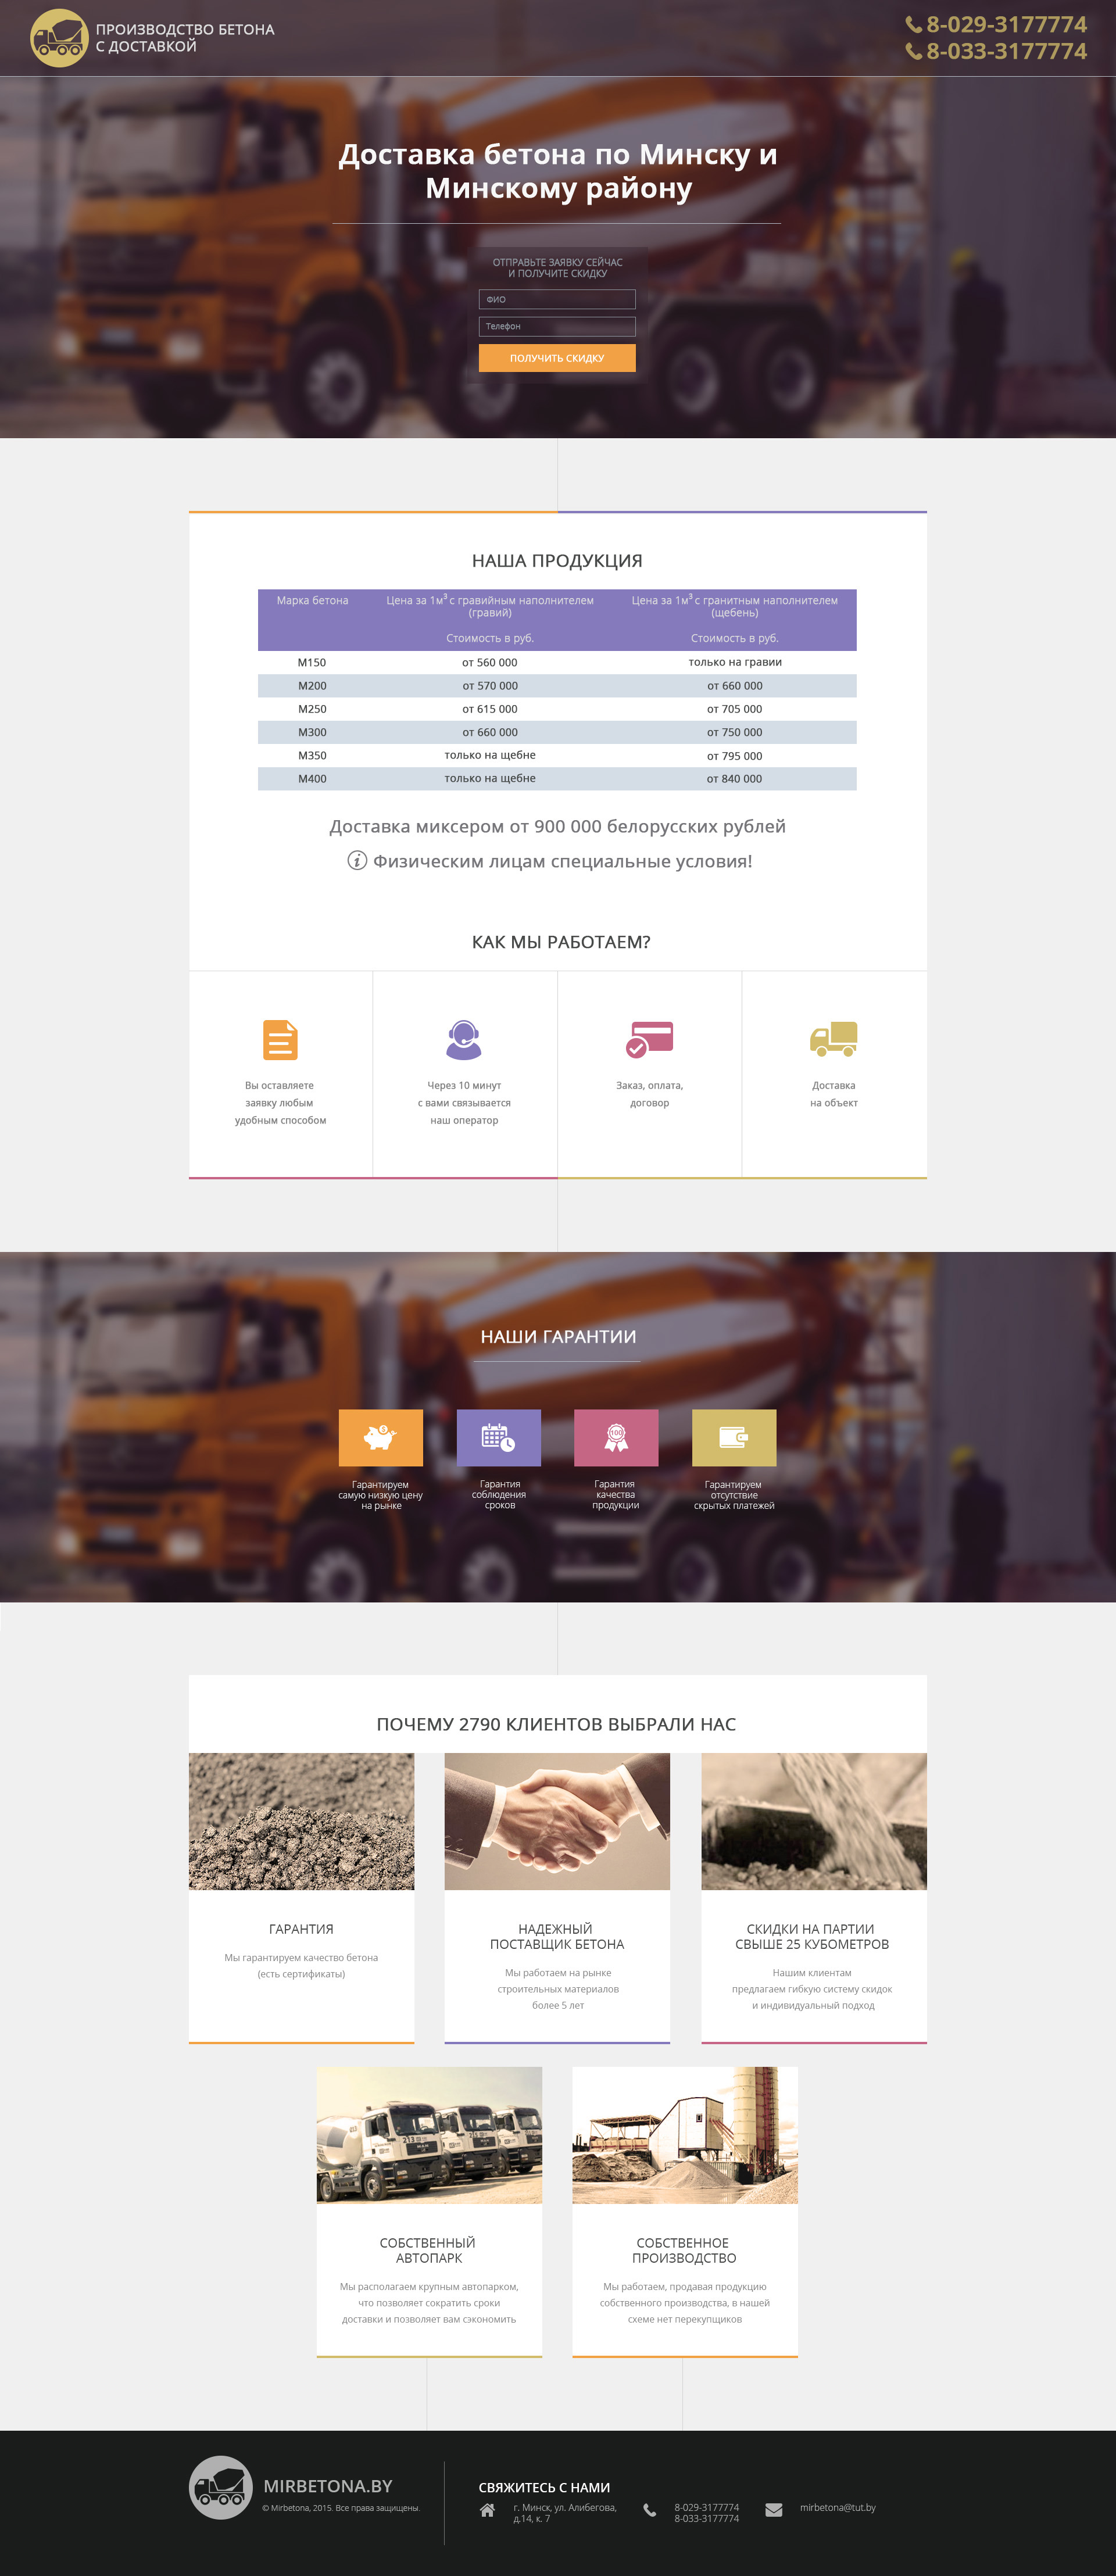 ПРОИЗВОДСТВО БЕТОНА
С ДОСТАВКОЙ
8-029-3177774
8-033-3177774
Доставка бетона по Минску и
Минскому району
ОТПРАВЬТЕ ЗАЯВКУ СЕЙЧАС
И ПОЛУЧИТЕ СКИДКУ
ФИО
Телефон
ПОЛУЧИТЬ СКИДКУ
НАША ПРОДУКЦИЯ
Марка бетона
Цена за 1м³ с гравийным наполнителем
(гравий)
Стоимость в руб.
Цена за 1м³ с гранитным наполнителем
(щебень)
Стоимость в руб.
М150 от 560 000 только на гравии
М200 от 570 000 от 660 000
М250 от 615 000 от 705 000
М300 от 660 000 от 750 000
М350 только на щебне от 795 000
М400 только на щебне от 840 000
Доставка миксером от 900 000 белорусских рублей
Физическим лицам специальные условия!
КАК МЫ РАБОТАЕМ?
Вы оставляете
заявку любым
удобным способом
Через 10 минут
с вами связывается
наш оператор
Заказ, оплата,
договор
Доставка
на объект
НАШИ ГАРАНТИИ
100
Гарантируем
самую низкую цену
на рынке
Гарантия
соблюдения
сроков
Гарантия
качества
продукции
Гарантируем
отсутствие
скрытых платежей
ПОЧЕМУ 2790 КЛИЕНТОВ ВЫБРАЛИ НАС
ГАРАНТИЯ
Мы гарантируем качество бетона
(есть сертификаты)
НАДЕЖНЫЙ
ПОСТАВЩИК БЕТОНА
Мы работаем на рынке
строительных материалов
более 5 лет
СКИДКИ НА ПАРТИИ
СВЫШЕ 25 КУБОМЕТРОВ
Нашим клиентам
предлагаем гибкую систему скидок
и индивидуальный подход
213
СОБСТВЕННЫЙ
АВТОПАРК
Мы располагаем крупным автопарком,
что позволяет сократить сроки
доставки и позволяет вам сэкономить
СОБСТВЕННОЕ
ПРОИЗВОДСТВО
Мы работаем, продавая продукцию
собственного производства, в нашей
схеме нет перекупщиков
MIRBETONA.BY
© Mirbetona, 2015. Все права защищены.
СВЯЖИТЕСЬ С НАМИ
г. Минск, ул. Алибегова,
д.14, к. 7
8-029-3177774
8-033-3177774
mirbetona@tut.by